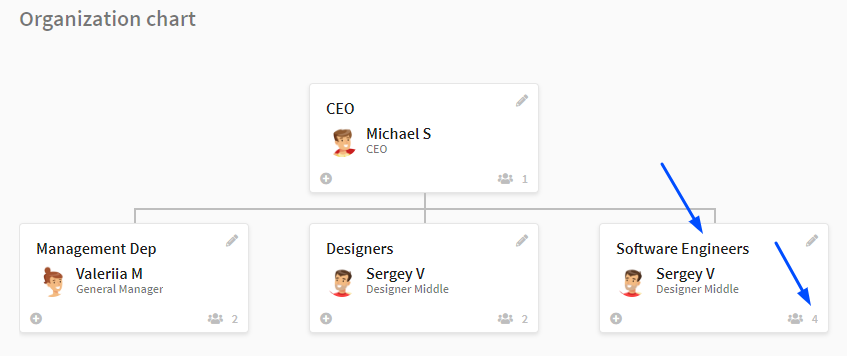 Organization chart
CEO
Michael S
CEO
1
Management Dep
Valeriia M
General Manager
2
Designers
Sergey V
Designer Middle
2
Software Engineers
Sergey V
Designer Middle
4